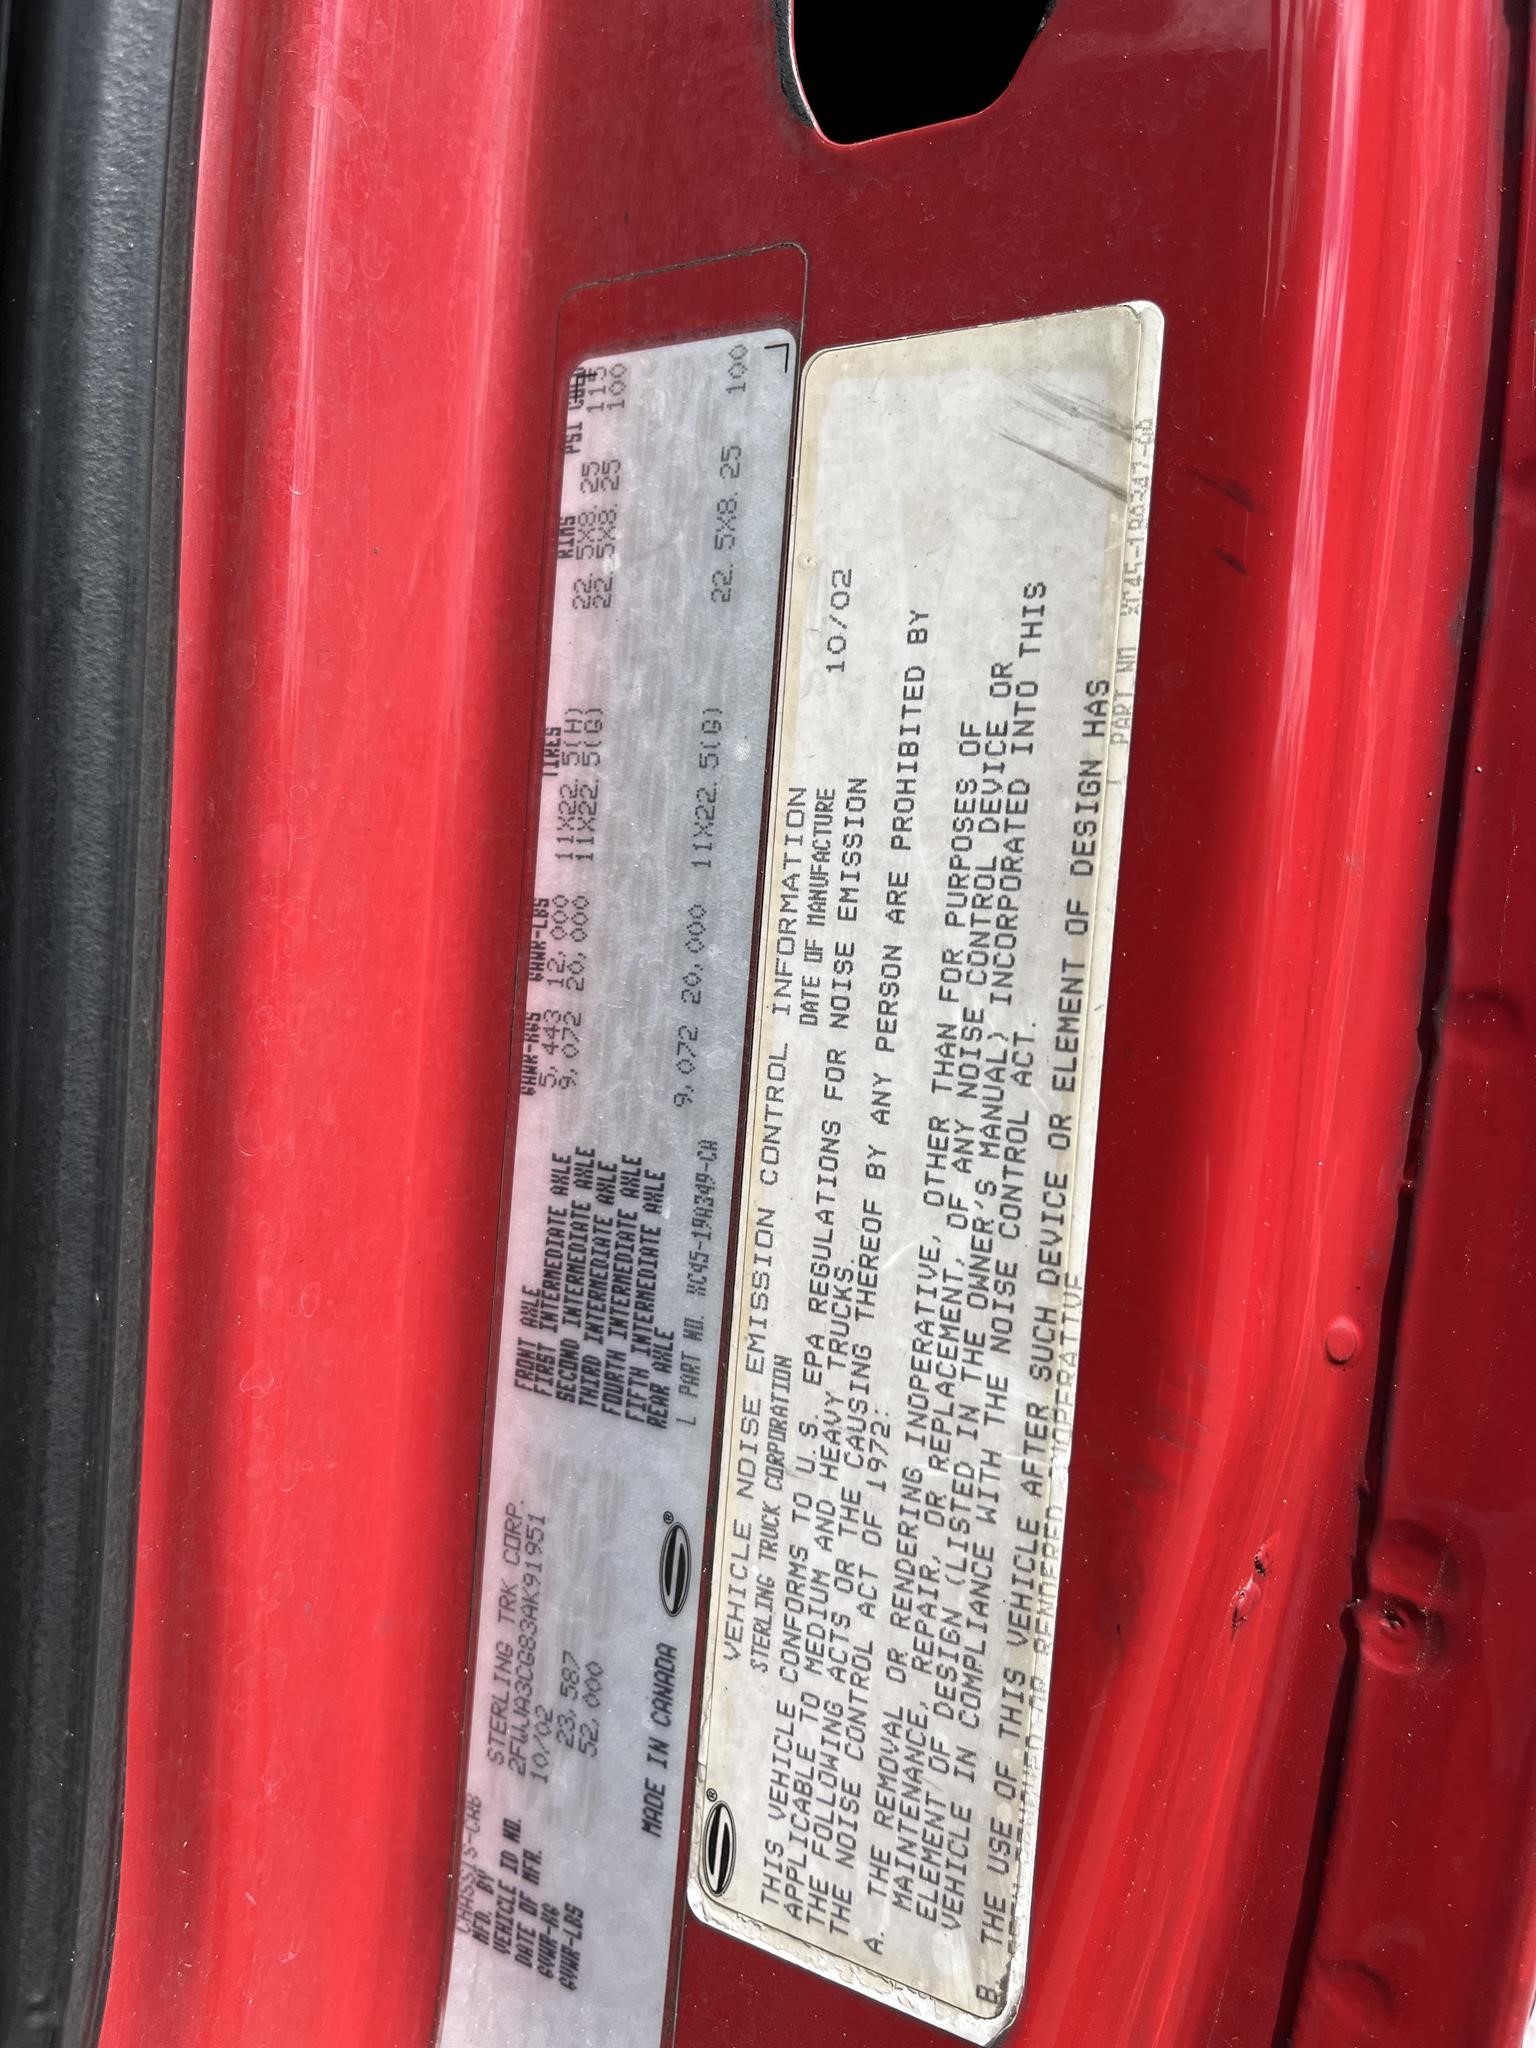 CHASSIS-CAB
MFD. BY STERLING TRK CORP.
VEHICLE ID NO. 2FWJA3CG83AK91951
DATE OF MFR. 10/02
GVWR-KG 23,587
GVWR-LBS 52,000
MADE IN CANADA
®
GAWR-KGS GAWR-LBS TIRES RIMS PSI COLD
FRONT AXLE 5,443 12,000 11X22.5(H) 22.5X8.25 115
FIRST INTERMEDIATE AXLE 9,072 20,000 11X22.5(G) 22.5X8.25 100
SECOND INTERMEDIATE AXLE
THIRD INTERMEDIATE AXLE
FOURTH INTERMEDIATE AXLE
FIFTH INTERMEDIATE AXLE
REAR AXLE 9,072 20,000 11X22.5(G) 22.5X8.25 100
PART NO. XC45-19A349-CA
®
VEHICLE NOISE EMISSION CONTROL INFORMATION
STERLING TRUCK CORPORATION DATE OF MANUFACTURE 10/02
THIS VEHICLE CONFORMS TO U.S. EPA REGULATIONS FOR NOISE EMISSION
APPLICABLE TO MEDIUM AND HEAVY TRUCKS.
THE FOLLOWING ACTS OR THE CAUSING THEREOF BY ANY PERSON ARE PROHIBITED BY
THE NOISE CONTROL ACT OF 1972:
A. THE REMOVAL OR RENDERING INOPERATIVE, OTHER THAN FOR PURPOSES OF
MAINTENANCE, REPAIR, OR REPLACEMENT, OF ANY NOISE CONTROL DEVICE OR
ELEMENT OF DESIGN (LISTED IN THE OWNER'S MANUAL) INCORPORATED INTO THIS
VEHICLE IN COMPLIANCE WITH THE NOISE CONTROL ACT.
B. THE USE OF THIS VEHICLE AFTER SUCH DEVICE OR ELEMENT OF DESIGN HAS
BEEN REMOVED OR RENDERED INOPERATIVE
PART NO